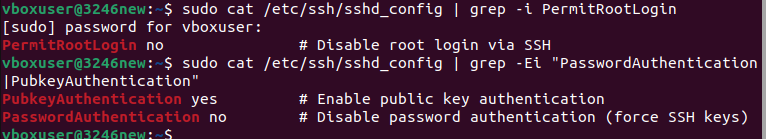 vboxuser@3246new:~$ sudo cat /etc/ssh/sshd_config | grep -i PermitRootLogin
[sudo] password for vboxuser:
PermitRootLogin no              # Disable root login via SSH
vboxuser@3246new:~$ sudo cat /etc/ssh/sshd_config | grep -Ei "PasswordAuthentication
|PubkeyAuthentication"
PubkeyAuthentication yes        # Enable public key authentication
PasswordAuthentication no       # Disable password authentication (force SSH keys)
vboxuser@3246new:~$